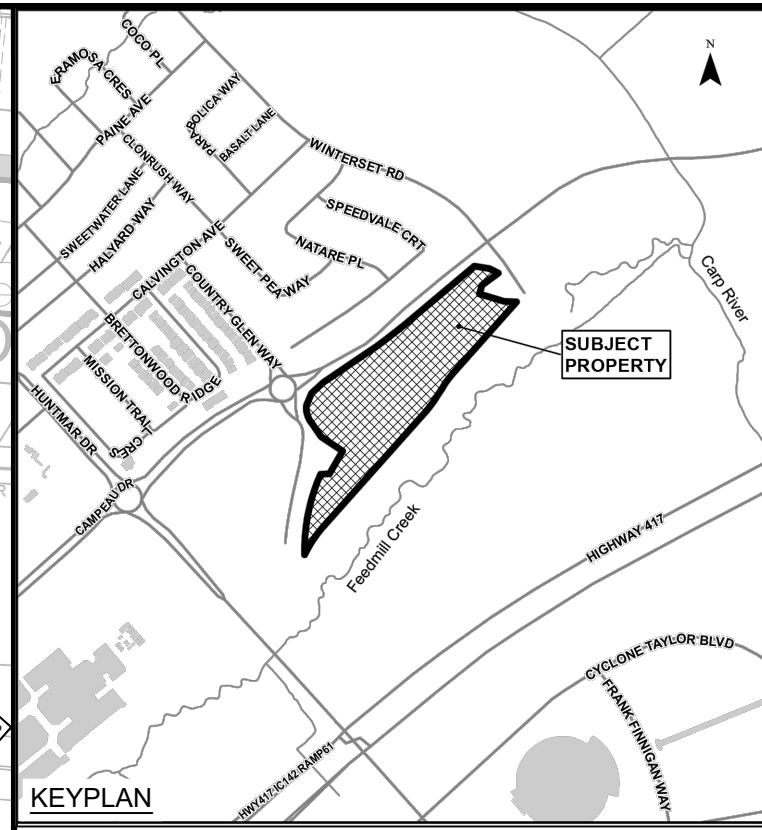 N
COCO PL
ERAMOSA CRES
PAINE AVE
PARABOLICA WAY
BASALT LANE
CLONRUSH WAY
WINTERSET RD
SWEETWATER LANE
HALYARD WAY
SPEEDVALE CRT
NATARE PL
CALVINGTON AVE
SWEET PEA WAY
COUNTRY GLEN WAY
Carp River
BRETTONWOOD RIDGE
SUBJECT
PROPERTY
MISSION TRAIL CRES
HUNTMAR DR
CAMPEAU DR
Feedmill Creek
HIGHWAY 417
CYCLONE TAYLOR BLVD
FRANK FINNIGAN WAY
HWY417 IC142 RAMP61
KEYPLAN